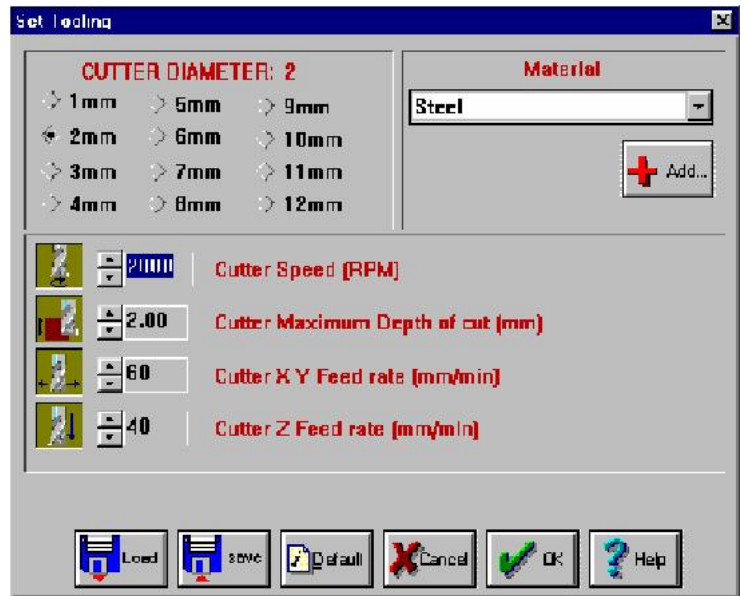 Set Tooling
CUTTER DIAMETER: 2
1mm 5mm 9mm
2mm 6mm 10mm
3mm 7mm 11mm
4mm 8mm 12mm
Material
Steel
Add...
2000 Cutter Speed (RPM)
2.00 Cutter Maximum Depth of cut (mm)
60 Cutter X Y Feed rate (mm/min)
40 Cutter Z Feed rate (mm/min)
Load Save Default Cancel OK Help